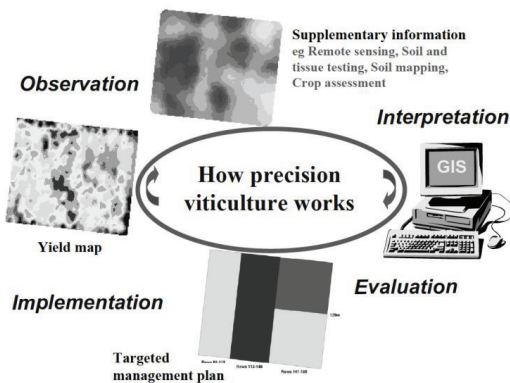 Supplementary information
eg Remote sensing, Soil and
tissue testing, Soil mapping,
Crop assessment
Observation
Interpretation
GIS
How precision
viticulture works
Yield map
Evaluation
Implementation
Targeted
management plan